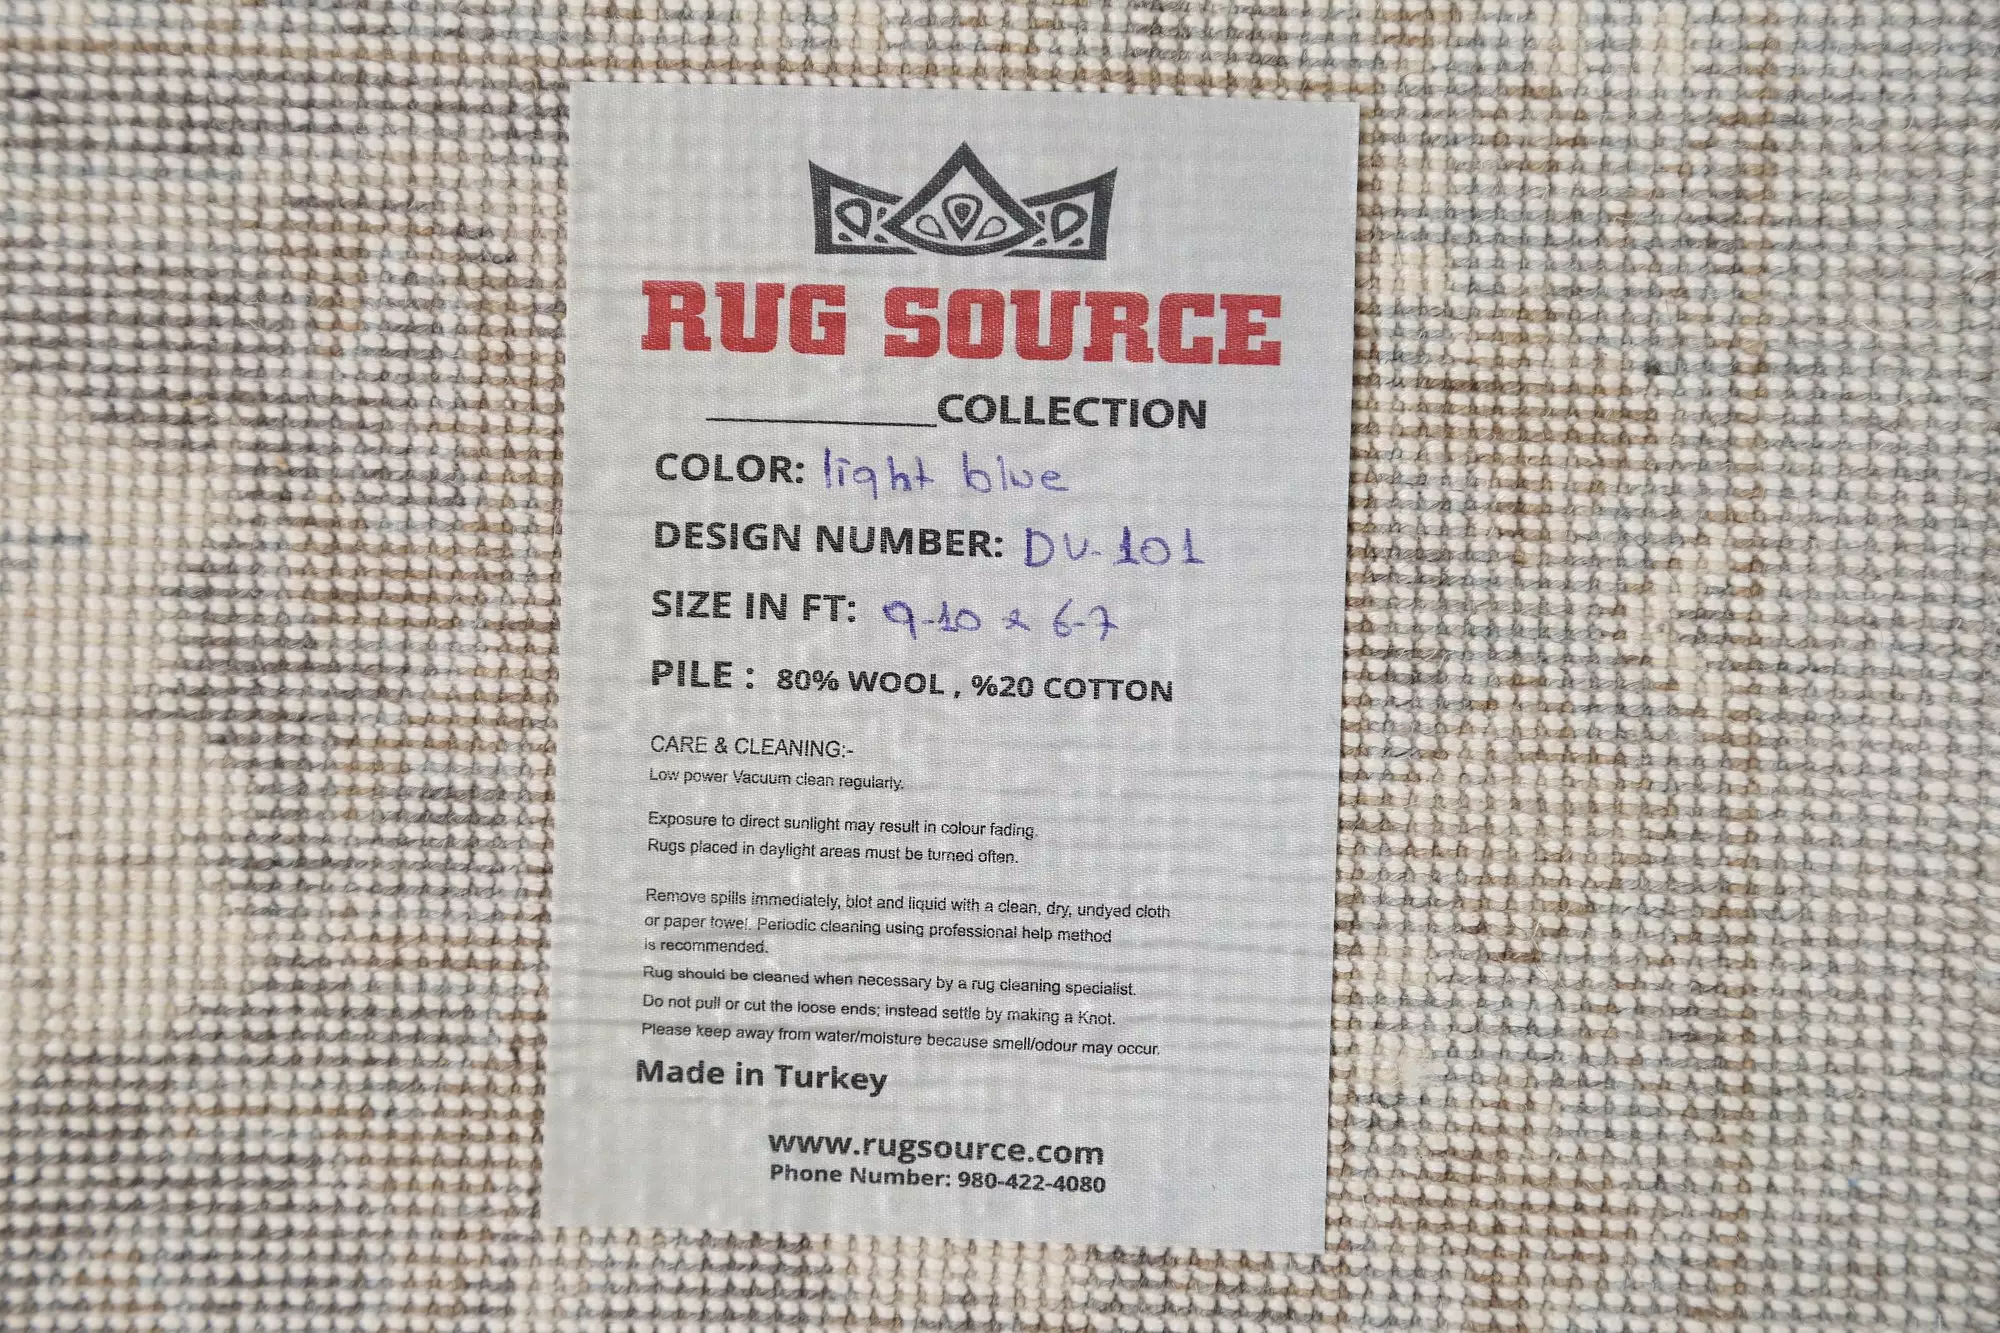 RUG SOURCE
____________COLLECTION
COLOR: light blue
DESIGN NUMBER: DV-101
SIZE IN FT: 9-10 x 6-7
PILE : 80% WOOL , %20 COTTON
CARE & CLEANING:-
Low power Vacuum clean regularly.
Exposure to direct sunlight may result in colour fading.
Rugs placed in daylight areas must be turned often.
Remove spills immediately, blot and liquid with a clean, dry, undyed cloth
or paper towel. Periodic cleaning using professional help method
is recommended.
Rug should be cleaned when necessary by a rug cleaning specialist.
Do not pull or cut the loose ends; instead settle by making a Knot.
Please keep away from water/moisture because smell/odour may occur.
Made in Turkey
www.rugsource.com
Phone Number: 980-422-4080